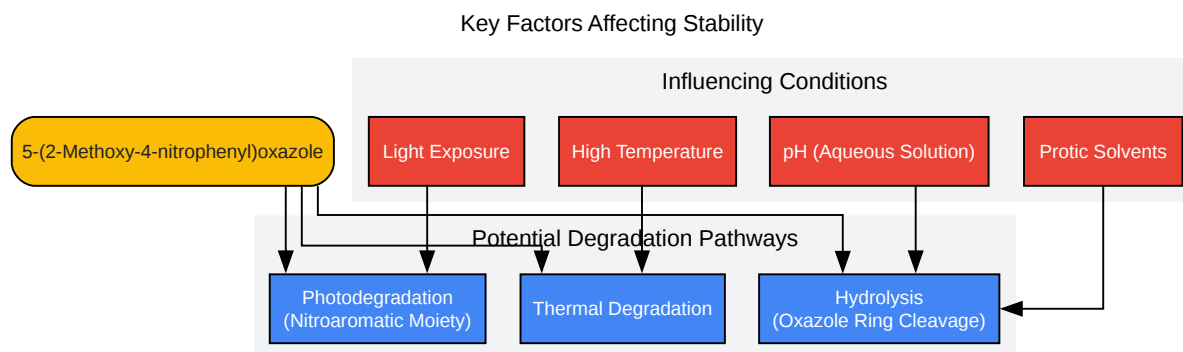 Key Factors Affecting Stability
Influencing Conditions
5-(2-Methoxy-4-nitrophenyl)oxazole
Light Exposure
High Temperature
pH (Aqueous Solution)
Protic Solvents
Potential Degradation Pathways
Photodegradation
(Nitroaromatic Moiety)
Thermal Degradation
Hydrolysis
(Oxazole Ring Cleavage)